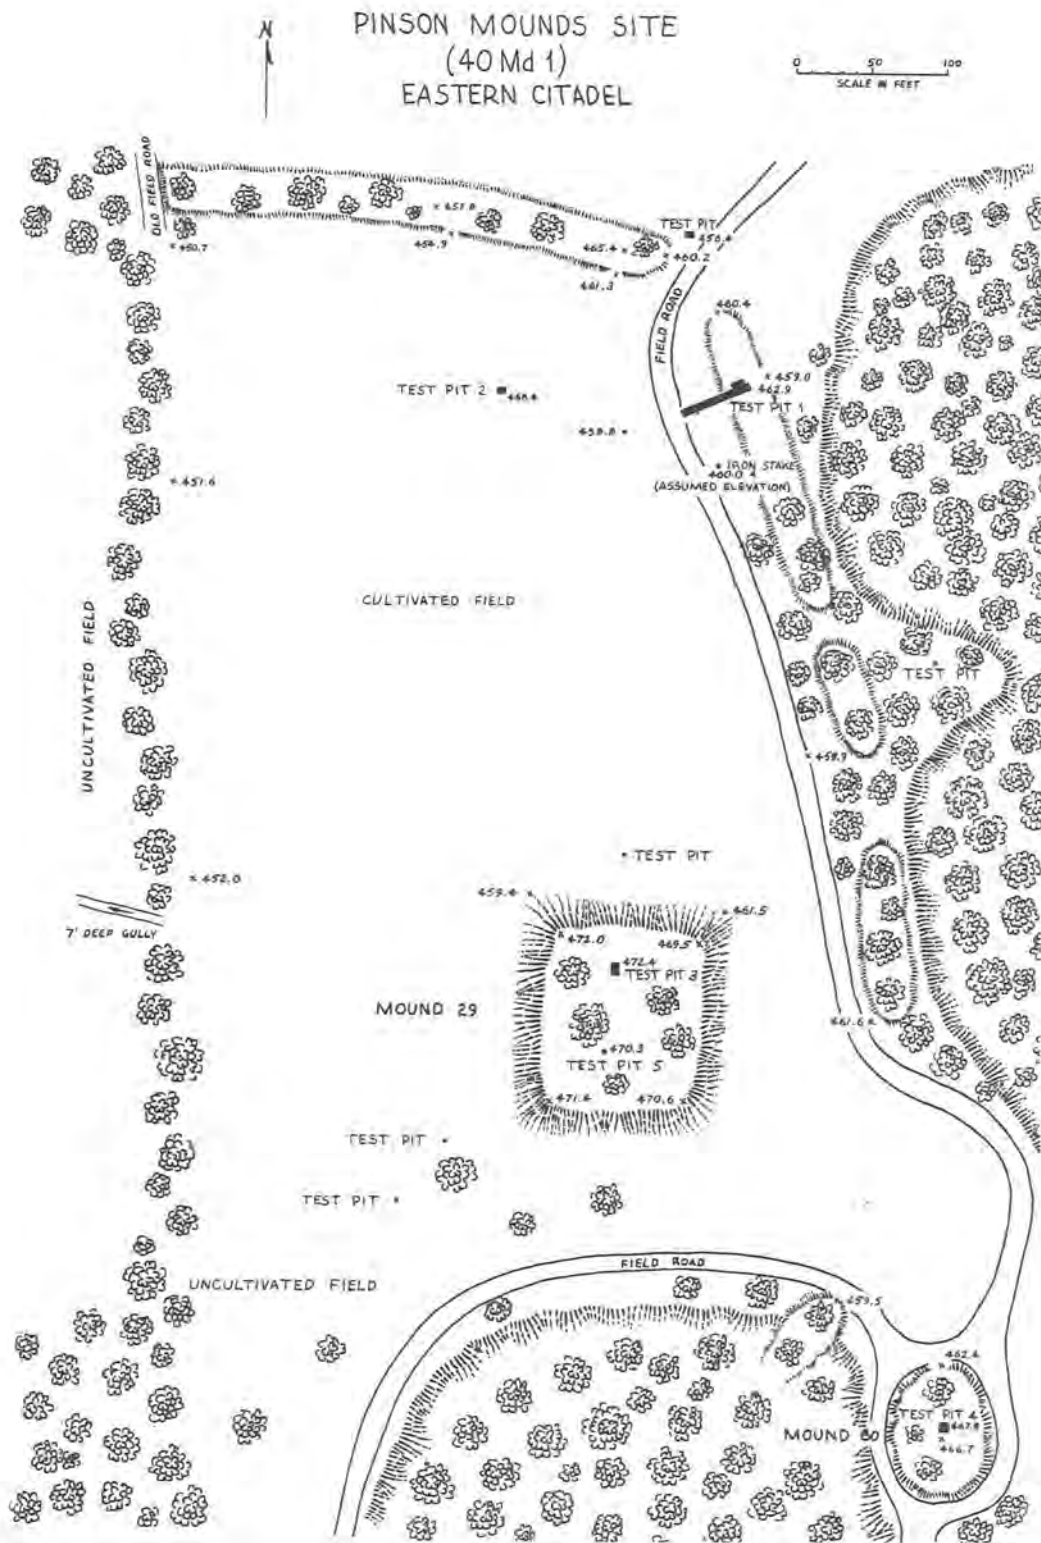 N
PINSON MOUNDS SITE
(40 Md 1)
EASTERN CITADEL
0 50 100
SCALE IN FEET
OLD FIELD ROAD
450.7
454.9
465.4
461.3
TEST PIT
456.4
460.2
FIELD ROAD
460.4
459.0
462.9
TEST PIT 1
TEST PIT 2
458.8
IRON STAKE
460.0
(ASSUMED ELEVATION)
451.6
UNCULTIVATED FIELD
CULTIVATED FIELD
TEST PIT
458.9
TEST PIT
452.0
7' DEEP GULLY
459.4
461.5
472.0
469.5
472.4
TEST PIT 3
MOUND 29
470.3
TEST PIT 5
471.4
470.6
461.6
TEST PIT
TEST PIT
UNCULTIVATED FIELD
FIELD ROAD
459.5
462.4
TEST PIT 4
467.8
466.7
MOUND 30